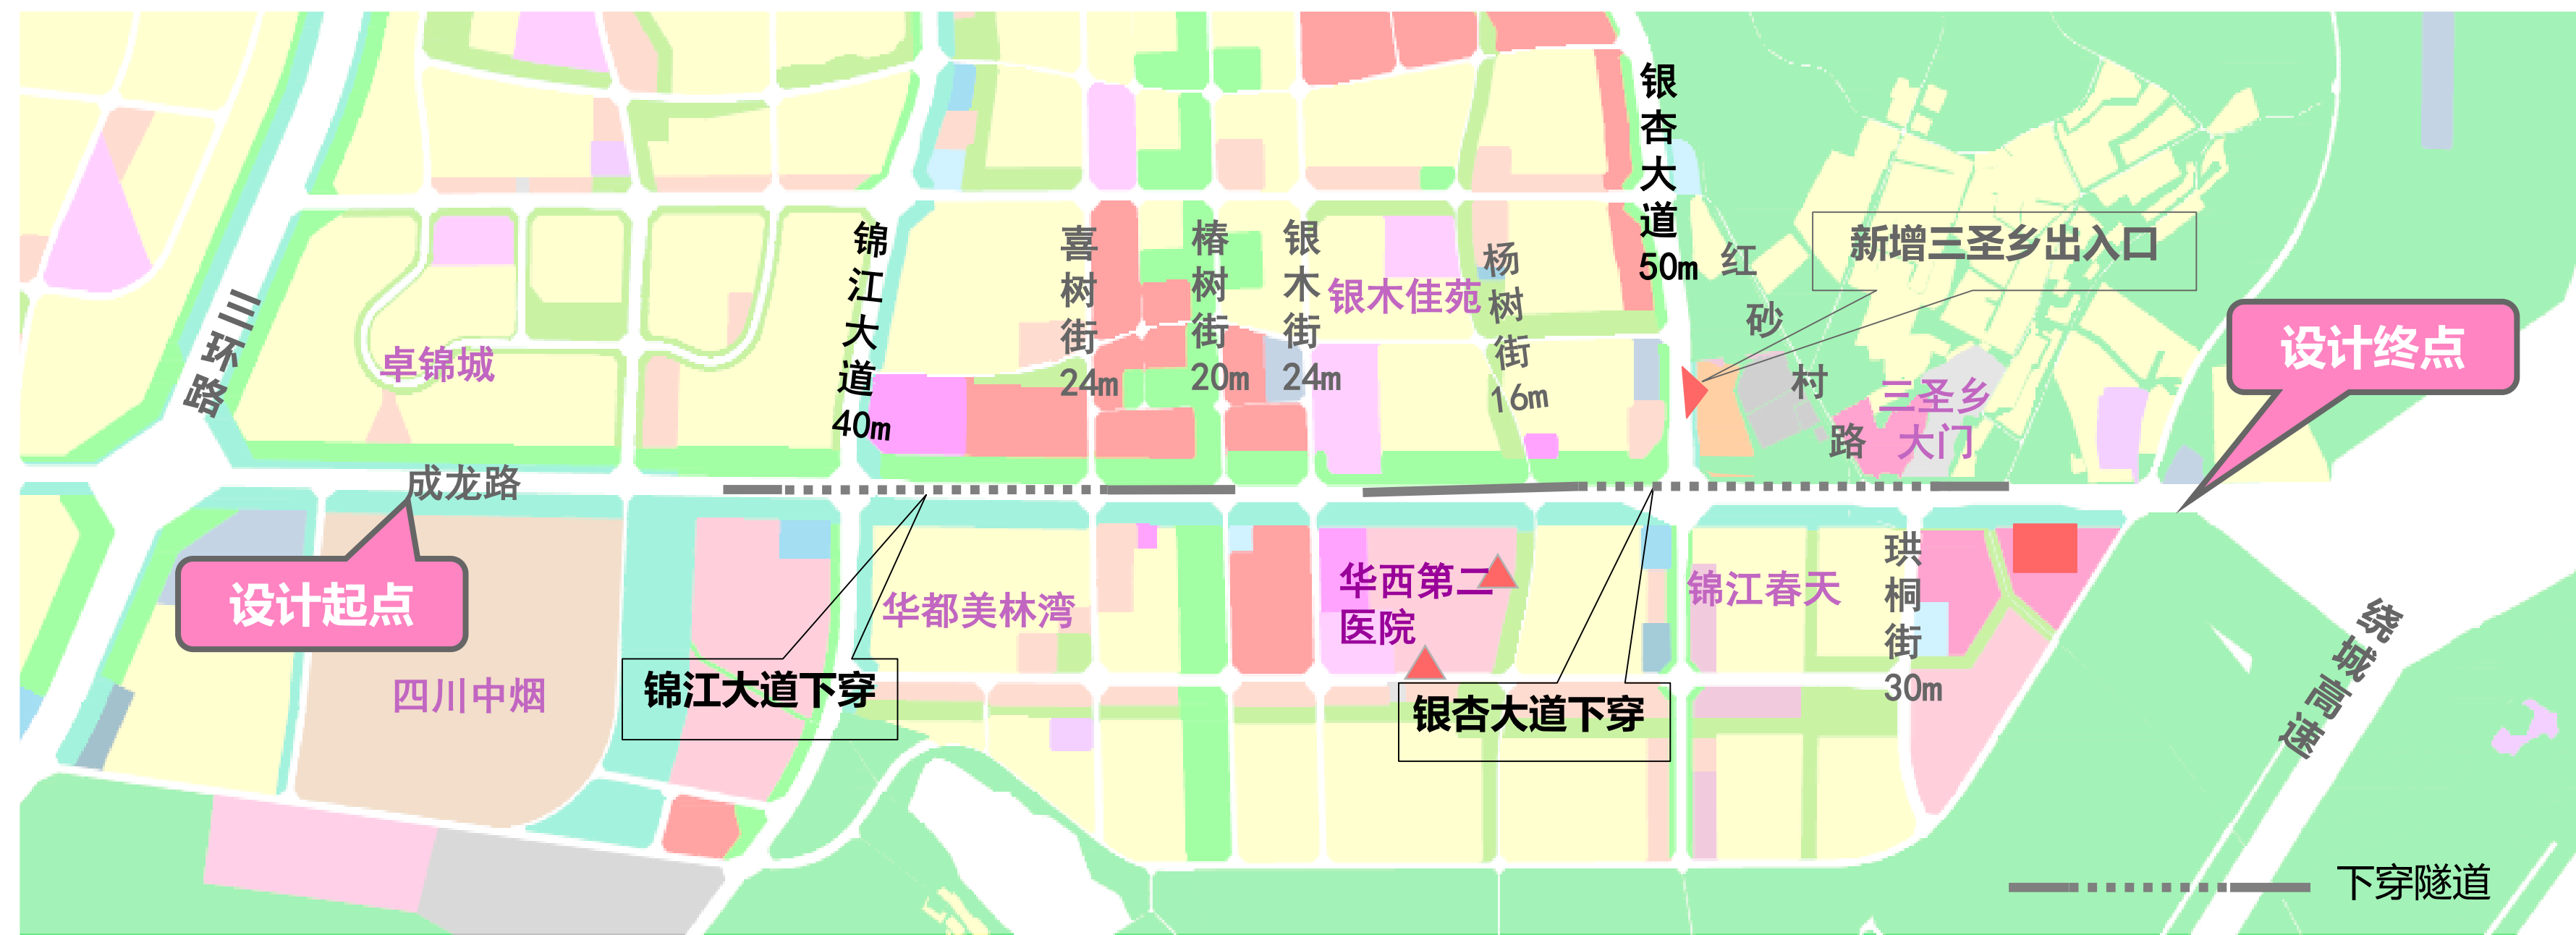 银杏大道50m
锦江大道40m
喜树街24m
椿树街20m
银木街24m
杨树街16m
红砂村路
新增三圣乡出入口
银木佳苑
三环路
卓锦城
三圣乡
大门
设计终点
成龙路
设计起点
四川中烟
锦江大道下穿
华都美林湾
华西第二
医院
银杏大道下穿
锦江春天
珙桐街30m
绕城高速
下穿隧道